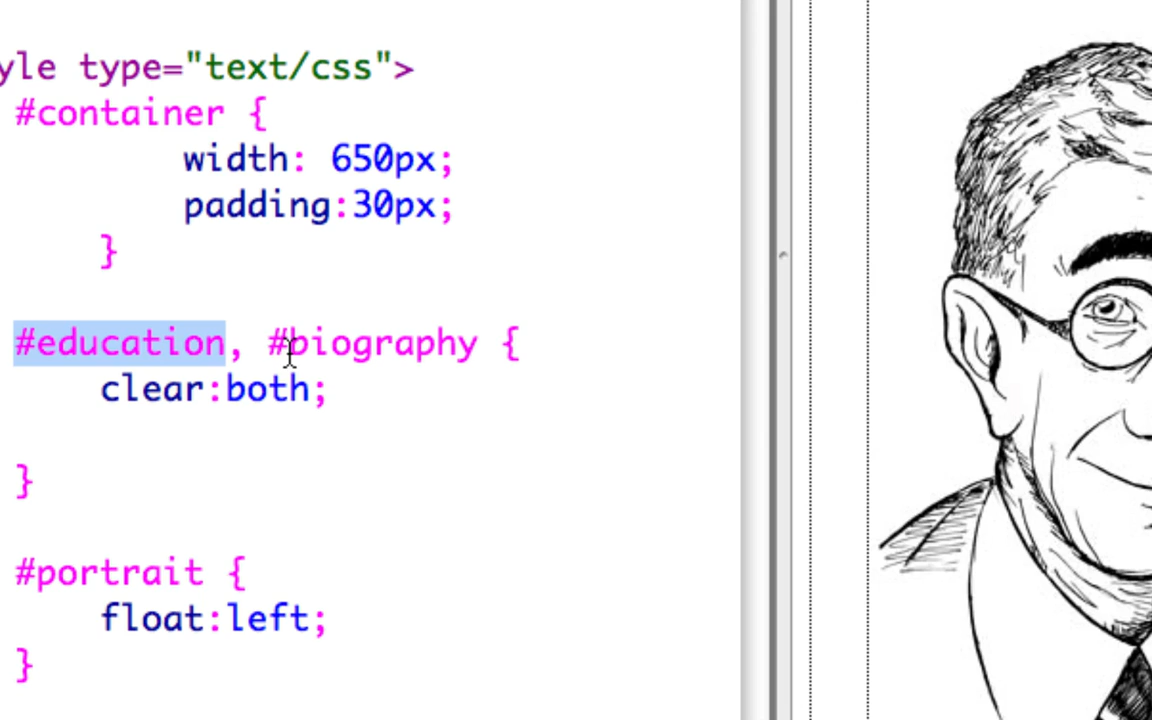 yle type="text/css">
#container {
width: 650px;
padding:30px;
}
#education, #biography {
clear:both;
}
#portrait {
float:left;
}